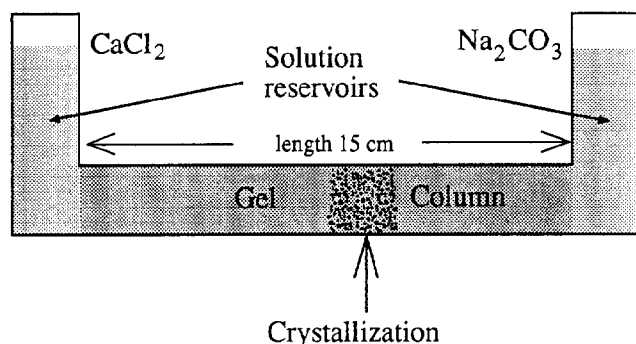 CaCl2
Na2CO3
Solution
reservoirs
length 15 cm
Gel
Column
Crystallization